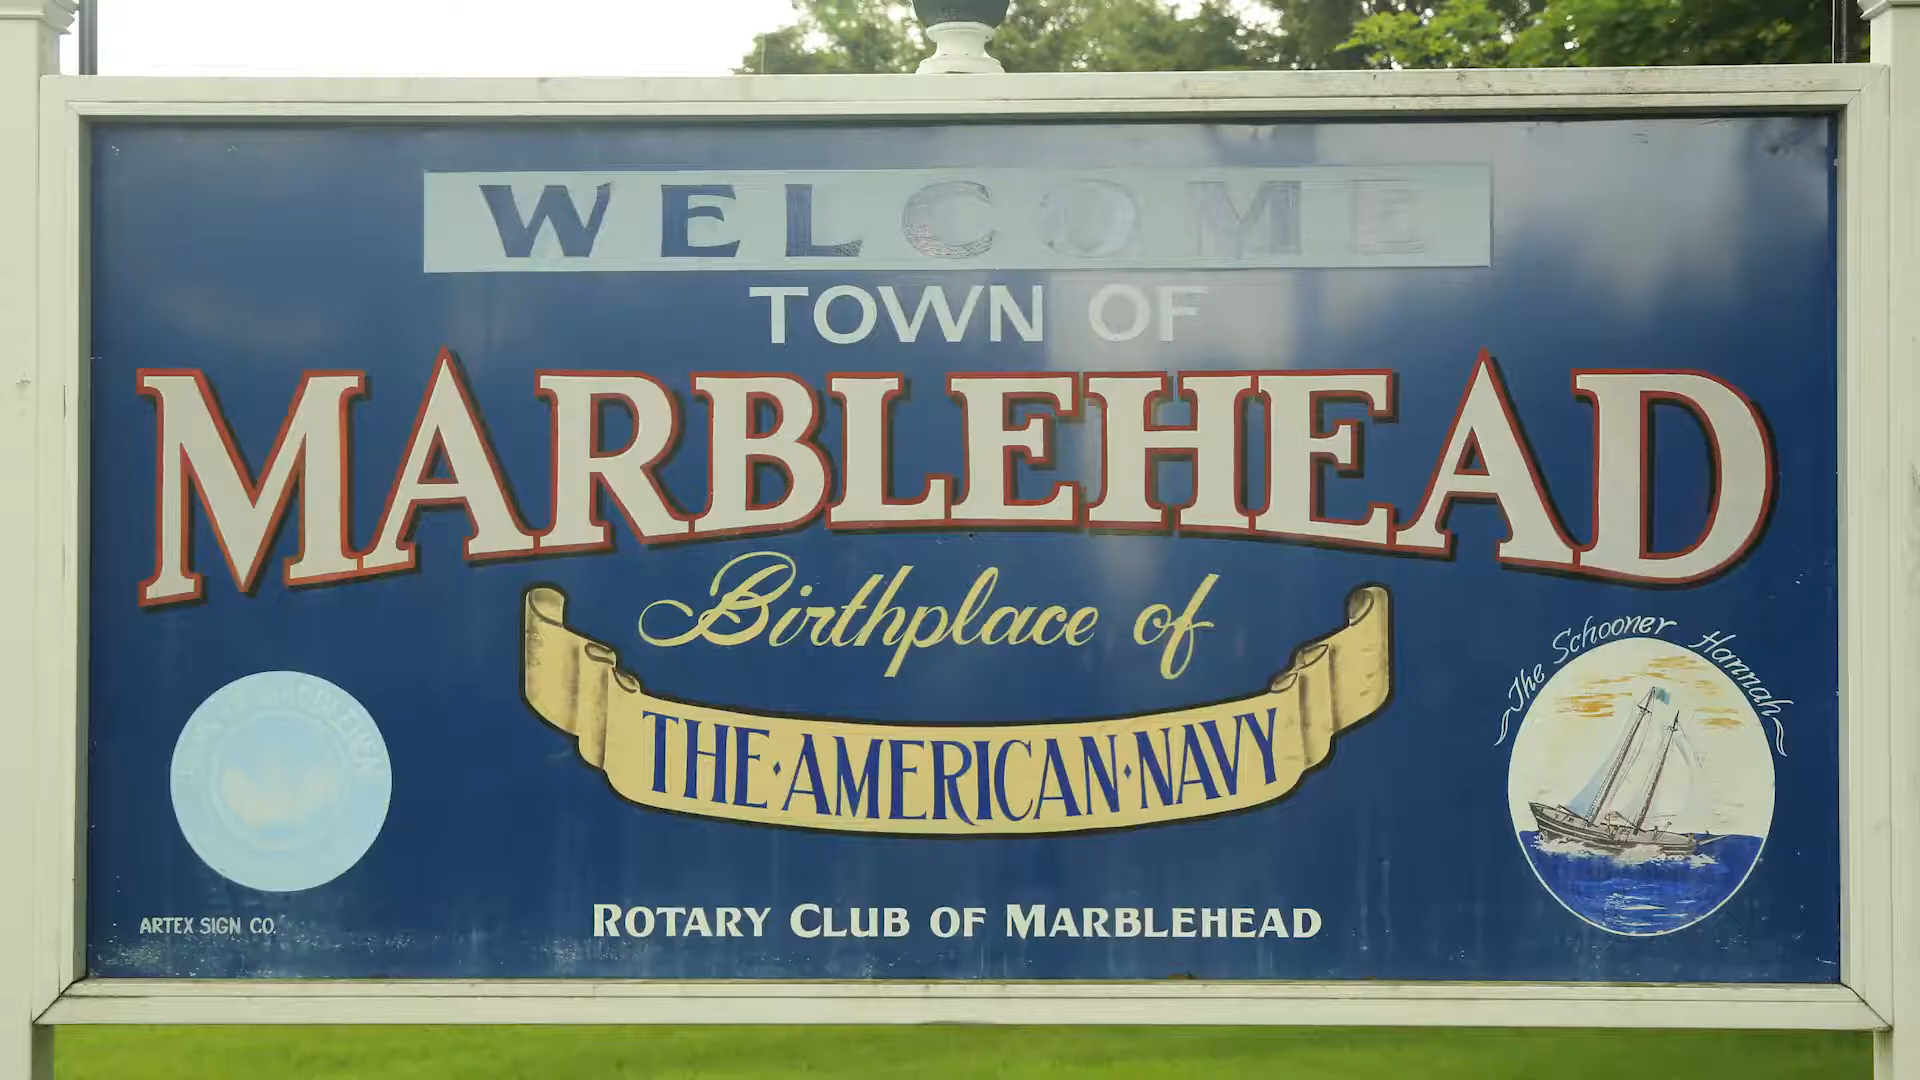 WELCOME
TOWN OF
MARBLEHEAD
Birthplace of
THE·AMERICAN·NAVY
The Schooner Hannah
ROTARY CLUB OF MARBLEHEAD
ARTEX SIGN CO.